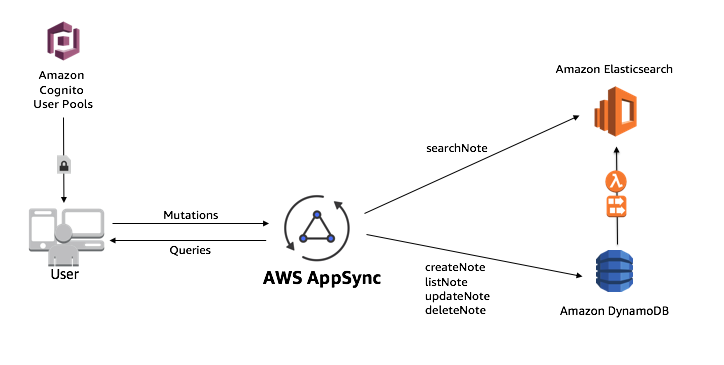 Amazon
Cognito
User Pools
Amazon Elasticsearch
searchNote
Mutations
Queries
User
AWS AppSync
createNote
listNote
updateNote
deleteNote
λ
Amazon DynamoDB